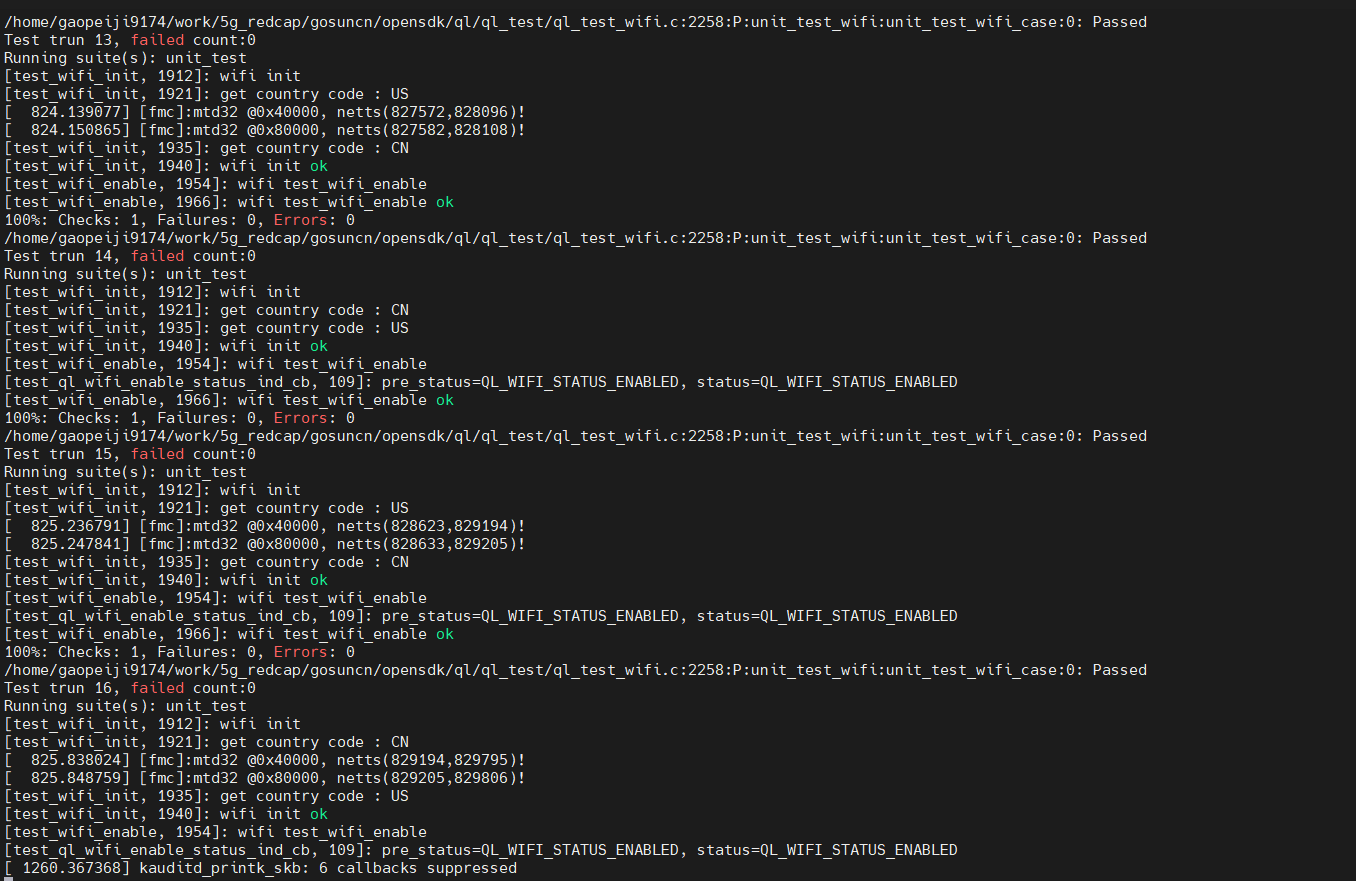 /home/gaopeiji9174/work/5g_redcap/gosuncn/opensdk/ql/ql_test/ql_test_wifi.c:2258:P:unit_test_wifi:unit_test_wifi_case:0: Passed
Test trun 13, failed count:0
Running suite(s): unit_test
[test_wifi_init, 1912]: wifi init
[test_wifi_init, 1921]: get country code : US
[  824.139077] [fmc]:mtd32 @0x40000, netts(827572,828096)!
[  824.150865] [fmc]:mtd32 @0x80000, netts(827582,828108)!
[test_wifi_init, 1935]: get country code : CN
[test_wifi_init, 1940]: wifi init ok
[test_wifi_enable, 1954]: wifi test_wifi_enable
[test_wifi_enable, 1966]: wifi test_wifi_enable ok
100%: Checks: 1, Failures: 0, Errors: 0
/home/gaopeiji9174/work/5g_redcap/gosuncn/opensdk/ql/ql_test/ql_test_wifi.c:2258:P:unit_test_wifi:unit_test_wifi_case:0: Passed
Test trun 14, failed count:0
Running suite(s): unit_test
[test_wifi_init, 1912]: wifi init
[test_wifi_init, 1921]: get country code : CN
[test_wifi_init, 1935]: get country code : US
[test_wifi_init, 1940]: wifi init ok
[test_wifi_enable, 1954]: wifi test_wifi_enable
[test_ql_wifi_enable_status_ind_cb, 109]: pre_status=QL_WIFI_STATUS_ENABLED, status=QL_WIFI_STATUS_ENABLED
[test_wifi_enable, 1966]: wifi test_wifi_enable ok
100%: Checks: 1, Failures: 0, Errors: 0
/home/gaopeiji9174/work/5g_redcap/gosuncn/opensdk/ql/ql_test/ql_test_wifi.c:2258:P:unit_test_wifi:unit_test_wifi_case:0: Passed
Test trun 15, failed count:0
Running suite(s): unit_test
[test_wifi_init, 1912]: wifi init
[test_wifi_init, 1921]: get country code : US
[  825.236791] [fmc]:mtd32 @0x40000, netts(828623,829194)!
[  825.247841] [fmc]:mtd32 @0x80000, netts(828633,829205)!
[test_wifi_init, 1935]: get country code : CN
[test_wifi_init, 1940]: wifi init ok
[test_wifi_enable, 1954]: wifi test_wifi_enable
[test_ql_wifi_enable_status_ind_cb, 109]: pre_status=QL_WIFI_STATUS_ENABLED, status=QL_WIFI_STATUS_ENABLED
[test_wifi_enable, 1966]: wifi test_wifi_enable ok
100%: Checks: 1, Failures: 0, Errors: 0
/home/gaopeiji9174/work/5g_redcap/gosuncn/opensdk/ql/ql_test/ql_test_wifi.c:2258:P:unit_test_wifi:unit_test_wifi_case:0: Passed
Test trun 16, failed count:0
Running suite(s): unit_test
[test_wifi_init, 1912]: wifi init
[test_wifi_init, 1921]: get country code : CN
[  825.838024] [fmc]:mtd32 @0x40000, netts(829194,829795)!
[  825.848759] [fmc]:mtd32 @0x80000, netts(829205,829806)!
[test_wifi_init, 1935]: get country code : US
[test_wifi_init, 1940]: wifi init ok
[test_wifi_enable, 1954]: wifi test_wifi_enable
[test_ql_wifi_enable_status_ind_cb, 109]: pre_status=QL_WIFI_STATUS_ENABLED, status=QL_WIFI_STATUS_ENABLED
[ 1260.367368] kauditd_printk_skb: 6 callbacks suppressed